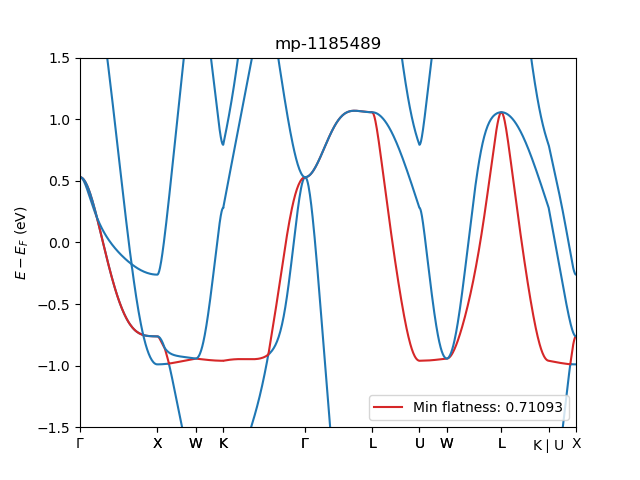 mp-1185489
E − E_F (eV)
1.5
1.0
0.5
0.0
−0.5
−1.0
−1.5
Min flatness: 0.71093
Γ X W K Γ L U W L K | U X